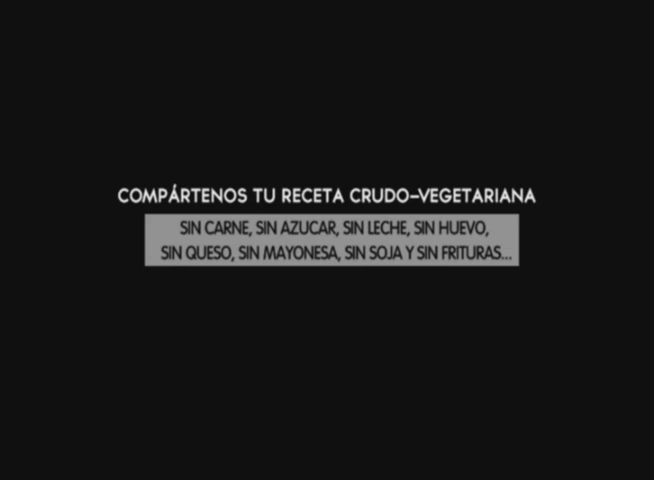 COMPÁRTENOS TU RECETA CRUDO-VEGETARIANA
SIN CARNE, SIN AZUCAR, SIN LECHE, SIN HUEVO,
SIN QUESO, SIN MAYONESA, SIN SOJA Y SIN FRITURAS...